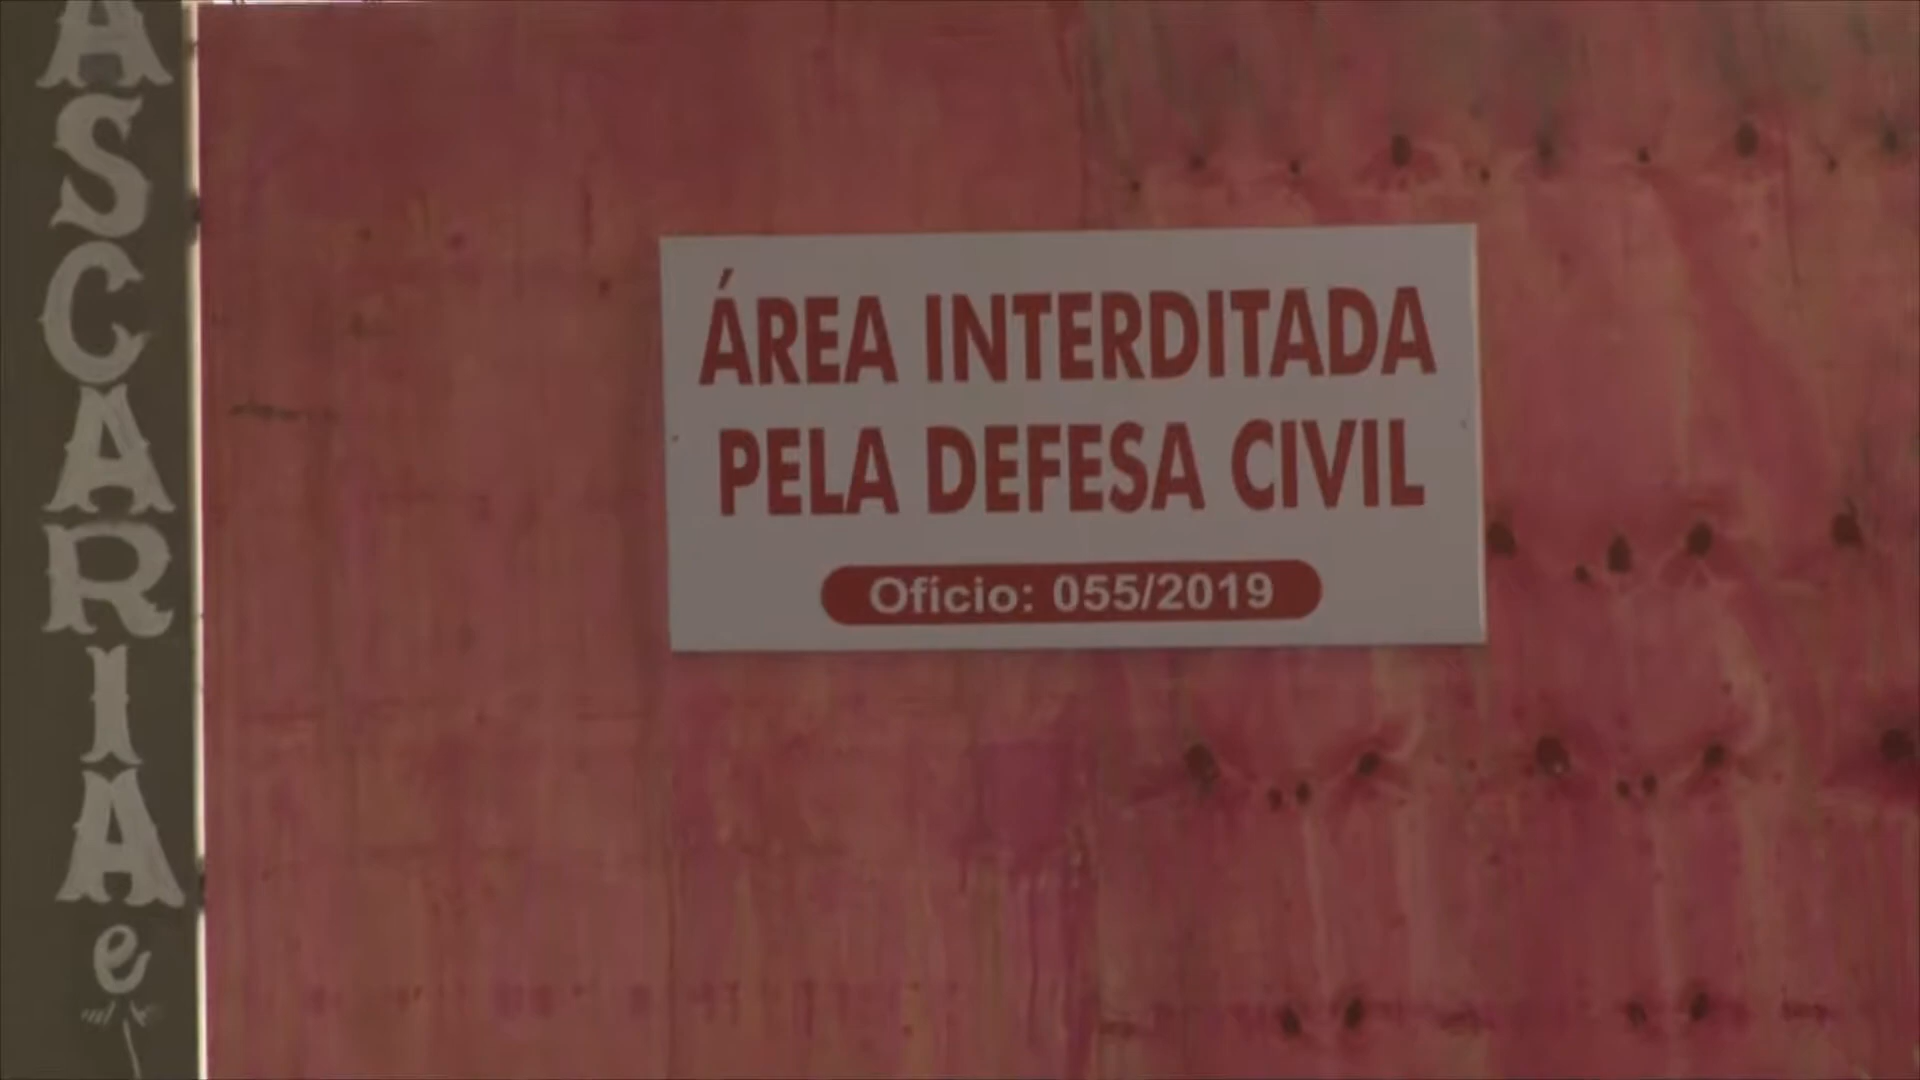 ASCARIA e
ÁREA INTERDITADA
PELA DEFESA CIVIL
Ofício: 055/2019